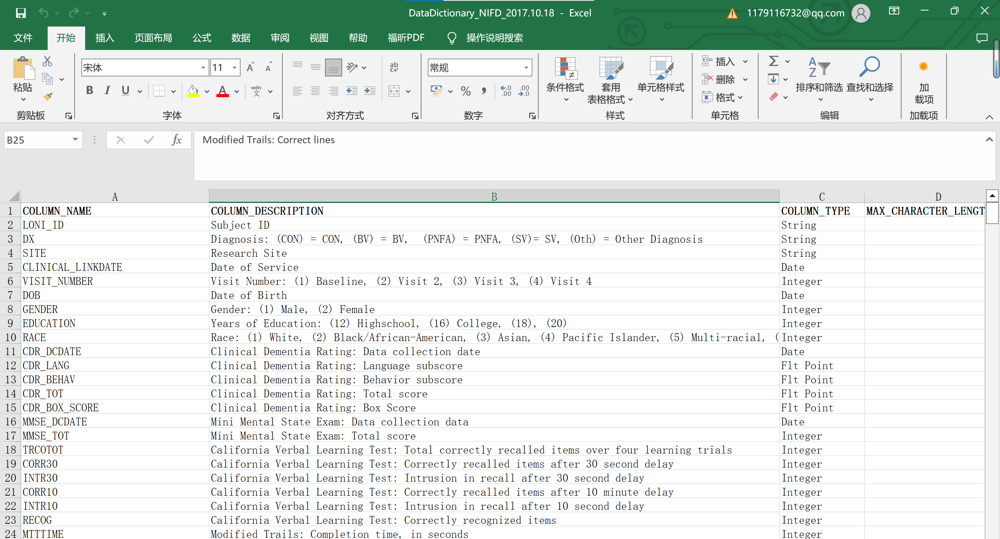 DataDictionary_NIFD_2017.10.18 - Excel
1179116732@qq.com
文件 开始 插入 页面布局 公式 数据 审阅 视图 帮助 福昕PDF 操作说明搜索
粘贴
剪贴板
宋体 11
B I U
wén
文
字体
ab
c
对齐方式
常规
% .00 .00
数字
条件格式
套用
表格格式
单元格样式
样式
插入
删除
格式
单元格
排序和筛选
查找和选择
编辑
加
载项
加载项
B25 fx Modified Trails: Correct lines
A B C D
1 COLUMN_NAME COLUMN_DESCRIPTION COLUMN_TYPE MAX_CHARACTER_LENGT
2 LONI_ID Subject ID String
3 DX Diagnosis: (CON) = CON, (BV) = BV,  (PNFA) = PNFA, (SV)= SV, (Oth) = Other Diagnosis String
4 SITE Research Site String
5 CLINICAL_LINKDATE Date of Service Date
6 VISIT_NUMBER Visit Number: (1) Baseline, (2) Visit 2, (3) Visit 3, (4) Visit 4 Integer
7 DOB Date of Birth Date
8 GENDER Gender: (1) Male, (2) Female Integer
9 EDUCATION Years of Education: (12) Highschool, (16) College, (18), (20) Integer
10 RACE Race: (1) White, (2) Black/African-American, (3) Asian, (4) Pacific Islander, (5) Multi-racial, ( Integer
11 CDR_DCDATE Clinical Dementia Rating: Data collection date Date
12 CDR_LANG Clinical Dementia Rating: Language subscore Flt Point
13 CDR_BEHAV Clinical Dementia Rating: Behavior subscore Flt Point
14 CDR_TOT Clinical Dementia Rating: Total score Flt Point
15 CDR_BOX_SCORE Clinical Dementia Rating: Box Score Flt Point
16 MMSE_DCDATE Mini Mental State Exam: Data collection data Date
17 MMSE_TOT Mini Mental State Exam: Total score Integer
18 TRCOTOT California Verbal Learning Test: Total correctly recalled items over four learning trials Integer
19 CORR30 California Verbal Learning Test: Correctly recalled items after 30 second delay Integer
20 INTR30 California Verbal Learning Test: Intrusion in recall after 30 second delay Integer
21 CORR10 California Verbal Learning Test: Correctly recalled items after 10 minute delay Integer
22 INTR10 California Verbal Learning Test: Intrusion in recall after 10 second delay Integer
23 RECOG California Verbal Learning Test: Correctly recognized items Integer
24 MTTTIME Modified Trails: Completion time, in seconds Integer